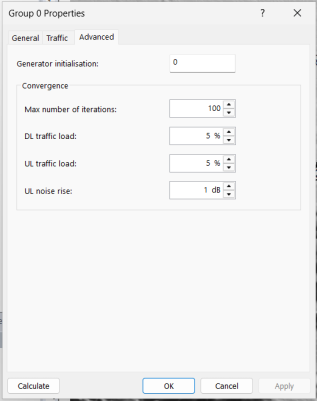 Group 0 Properties ? ×
General Traffic Advanced
Generator initialisation: 0
Convergence
Max number of iterations: 100
DL traffic load: 5 %
UL traffic load: 5 %
UL noise rise: 1 dB
Calculate OK Cancel Apply